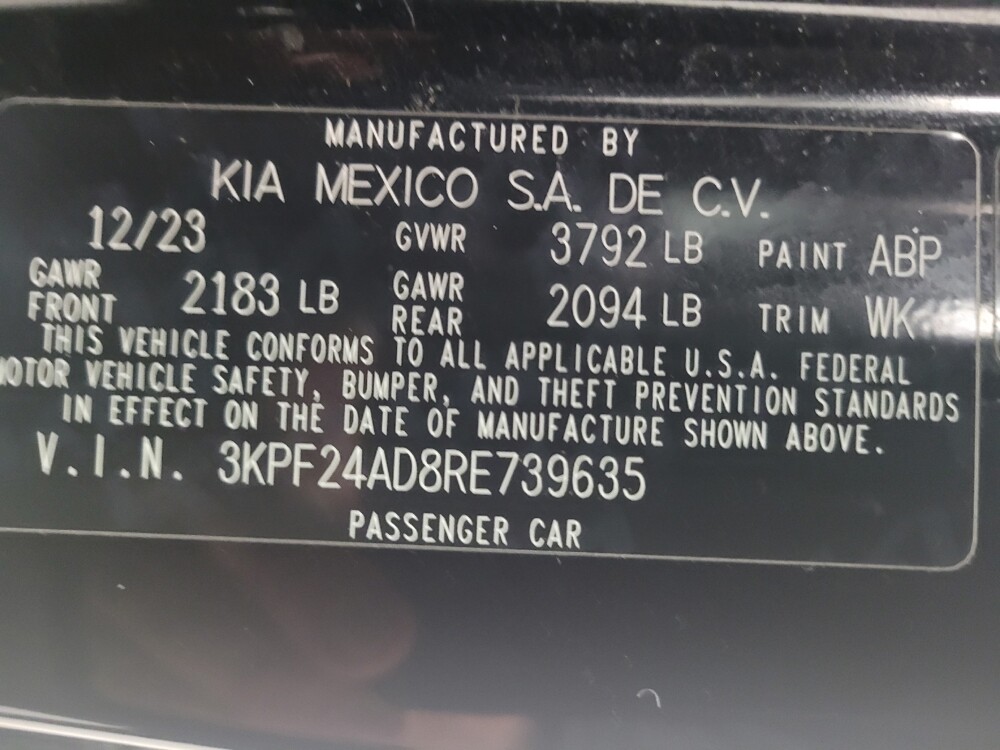 MANUFACTURED BY
KIA MEXICO S.A. DE C.V.
12/23 GVWR 3792 LB PAINT ABP
GAWR FRONT 2183 LB GAWR REAR 2094 LB TRIM WK
THIS VEHICLE CONFORMS TO ALL APPLICABLE U.S.A. FEDERAL
MOTOR VEHICLE SAFETY, BUMPER, AND THEFT PREVENTION STANDARDS
IN EFFECT ON THE DATE OF MANUFACTURE SHOWN ABOVE.
V.I.N. 3KPF24AD8RE739635
PASSENGER CAR